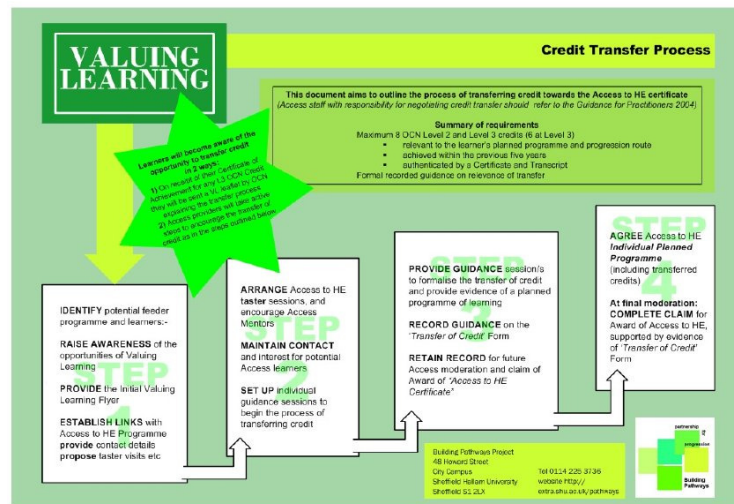 VALUING
LEARNING
Credit Transfer Process
This document aims to outline the process of transferring credit towards the Access to HE certificate
(Access staff with responsibility for negotiating credit transfer should refer to the Guidance for Practitioners 2004)
Summary of requirements
Maximum 8 OCN Level 2 and Level 3 credits (6 at Level 3)
▪ relevant to the learner's planned programme and progression route
▪ achieved within the previous five years
▪ authenticated by a Certificate and Transcript
Formal recorded guidance on relevance of transfer
Learners will become aware of the
opportunity to transfer credit
in 2 ways:
1) On receipt of their Certificate of
Achievement for any L3 OCN Credit
they will be sent a VL leaflet by OCN
explaining the transfer process
2) Access providers will take active
steps to encourage the transfer of
credit as in the steps outlined below
STEP
1
IDENTIFY potential feeder
programme and learners:-
RAISE AWARENESS of the
opportunities of Valuing
Learning
PROVIDE the Initial Valuing
Learning Flyer
ESTABLISH LINKS with
Access to HE Programme
provide contact details
propose taster visits etc
STEP
2
ARRANGE Access to HE
taster sessions, and
encourage Access
Mentors
MAINTAIN CONTACT
and interest for potential
Access learners
SET UP individual
guidance sessions to
begin the process of
transferring credit
STEP
3
PROVIDE GUIDANCE session/s
to formalise the transfer of credit
and provide evidence of a planned
programme of learning
RECORD GUIDANCE on the
'Transfer of Credit' Form
RETAIN RECORD for future
Access moderation and claim of
Award of "Access to HE
Certificate"
STEP
4
AGREE Access to HE
Individual Planned
Programme
(including transferred
credits)
At final moderation:
COMPLETE CLAIM for
Award of Access to HE,
supported by evidence
of 'Transfer of Credit'
Form
Building Pathways Project
48 Howard Street
City Campus
Sheffield Hallam University
Sheffield S1 2LX
Tel 0114 225 3736
website http://
extra.shu.ac.uk/pathways
partnership
for
progression
Building
Pathways